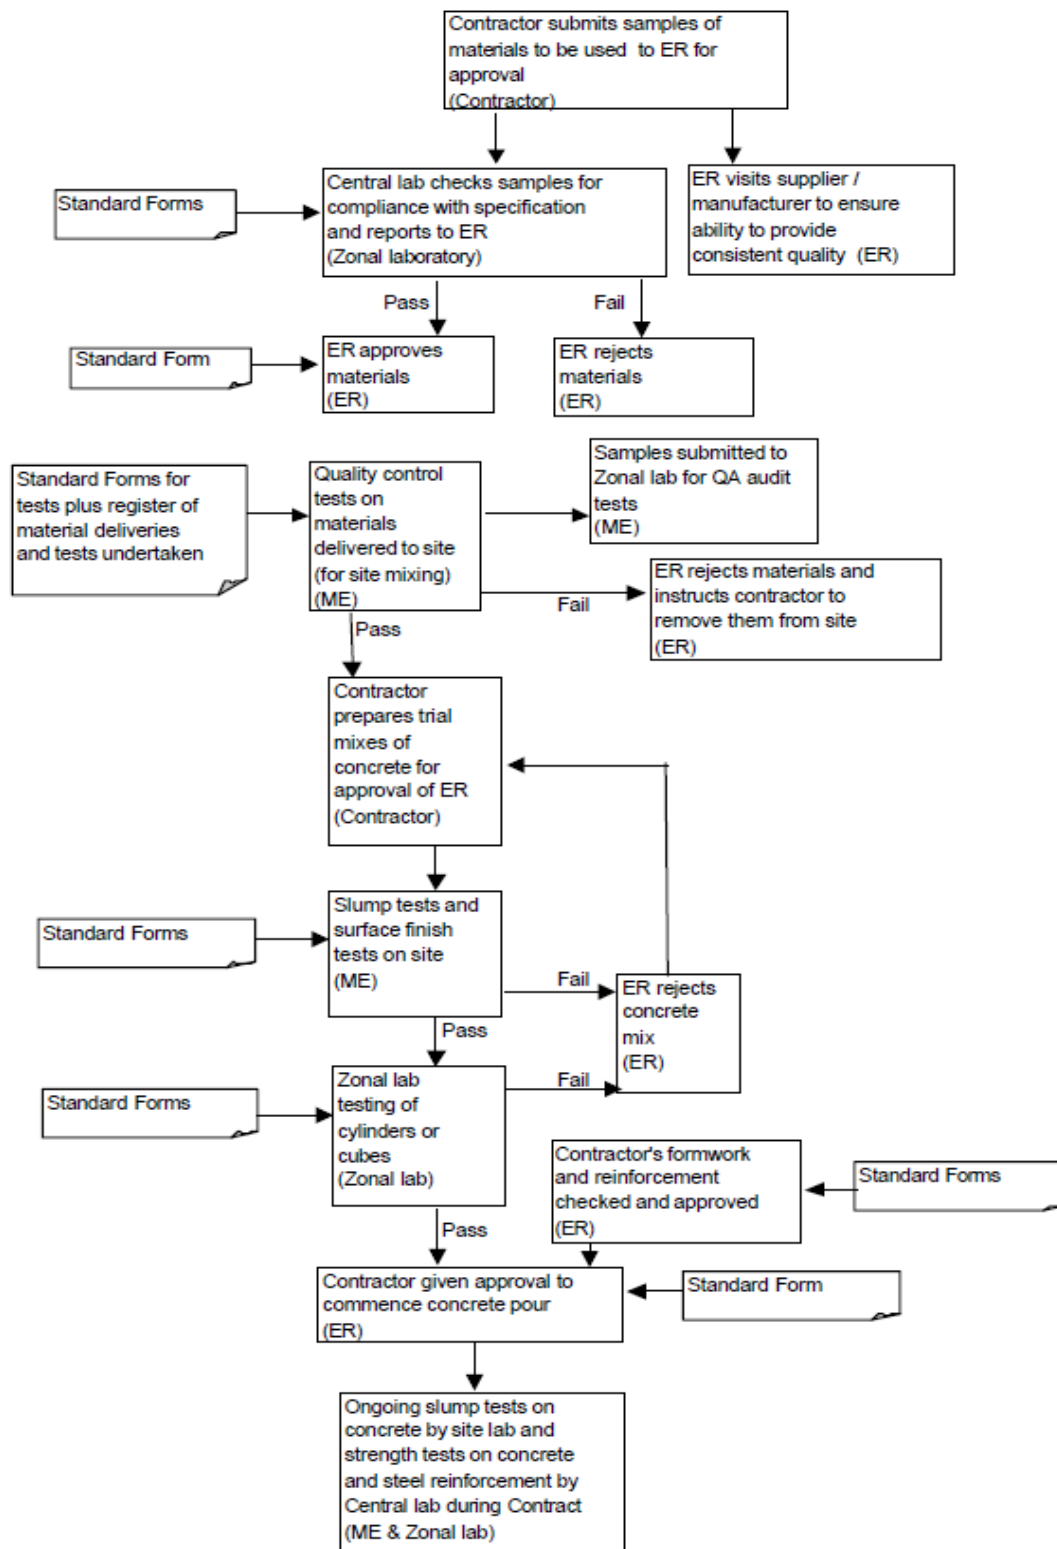 Contractor submits samples of
materials to be used to ER for
approval
(Contractor)
Standard Forms
Central lab checks samples for
compliance with specification
and reports to ER
(Zonal laboratory)
ER visits supplier /
manufacturer to ensure
ability to provide
consistent quality (ER)
Pass
Fail
Standard Form
ER approves
materials
(ER)
ER rejects
materials
(ER)
Standard Forms for
tests plus register of
material deliveries
and tests undertaken
Quality control
tests on
materials
delivered to site
(for site mixing)
(ME)
Samples submitted to
Zonal lab for QA audit
tests
(ME)
Fail
ER rejects materials and
instructs contractor to
remove them from site
(ER)
Pass
Contractor
prepares trial
mixes of
concrete for
approval of ER
(Contractor)
Standard Forms
Slump tests and
surface finish
tests on site
(ME)
Fail
ER rejects
concrete
mix
(ER)
Pass
Standard Forms
Zonal lab
testing of
cylinders or
cubes
(Zonal lab)
Fail
Contractor's formwork
and reinforcement
checked and approved
(ER)
Standard Forms
Pass
Contractor given approval to
commence concrete pour
(ER)
Standard Form
Ongoing slump tests on
concrete by site lab and
strength tests on concrete
and steel reinforcement by
Central lab during Contract
(ME & Zonal lab)